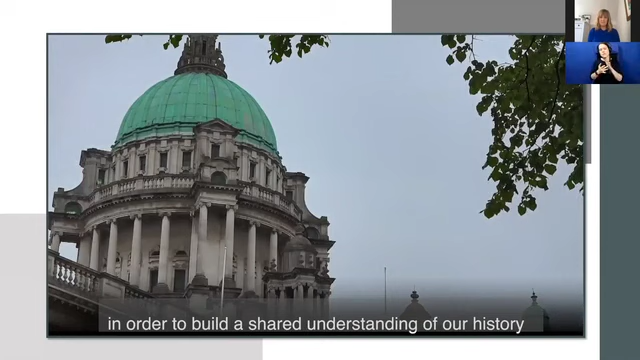 in order to build a shared understanding of our history